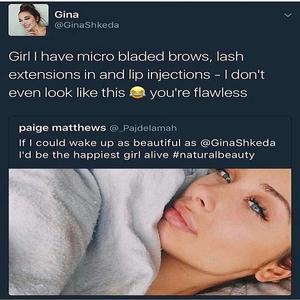 Gina
@GinaShkeda
Girl I have micro bladed brows, lash
extensions in and lip injections - I don't
even look like this 😂 you're flawless
paige matthews @_Pajdelamah
If I could wake up as beautiful as @GinaShkeda
I'd be the happiest girl alive #naturalbeauty